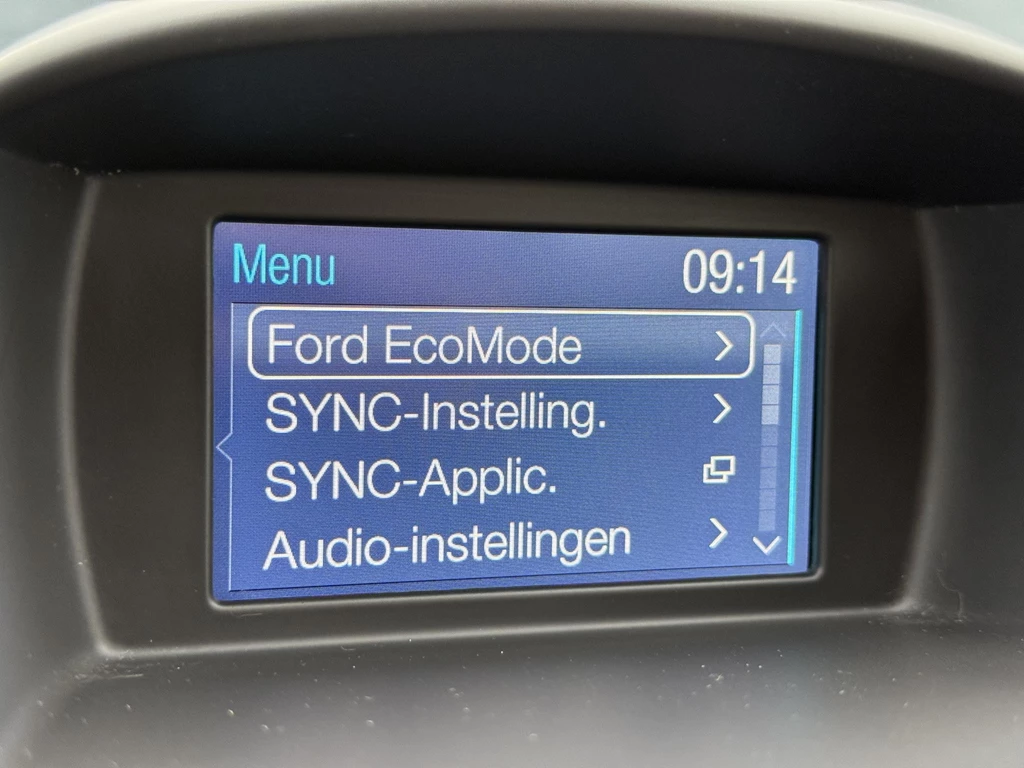 Menu 09:14
Ford EcoMode
SYNC-Instelling.
SYNC-Applic.
Audio-instellingen